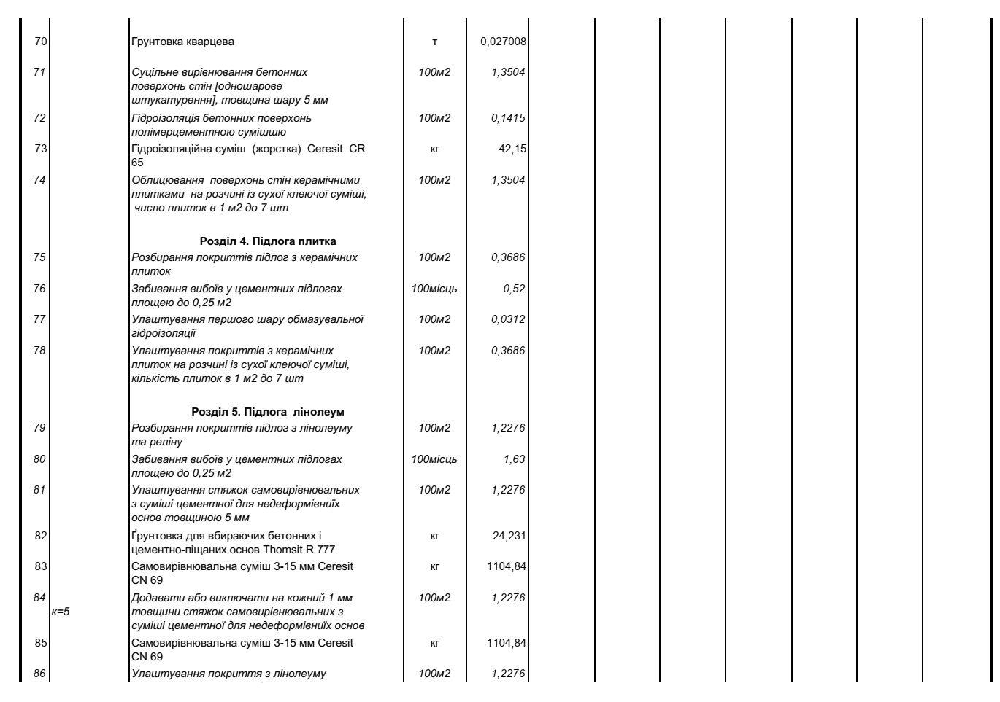 70 Грунтовка кварцева т 0,027008
71 Суцільне вирівнювання бетонних 100м2 1,3504
поверхонь стін [одношарове
штукатурення], товщина шару 5 мм
72 Гідроізоляція бетонних поверхонь 100м2 0,1415
полімерцементною сумішшю
73 Гідроізоляційна суміш (жорстка) Ceresit CR кг 42,15
65
74 Облицювання поверхонь стін керамічними 100м2 1,3504
плитками на розчині із сухої клеючої суміші,
число плиток в 1 м2 до 7 шт
Розділ 4. Підлога плитка
75 Розбирання покриттів підлог з керамічних 100м2 0,3686
плиток
76 Забивання вибоїв у цементних підлогах 100місць 0,52
площею до 0,25 м2
77 Улаштування першого шару обмазувальної 100м2 0,0312
гідроізоляції
78 Улаштування покриттів з керамічних 100м2 0,3686
плиток на розчині із сухої клеючої суміші,
кількість плиток в 1 м2 до 7 шт
Розділ 5. Підлога лінолеум
79 Розбирання покриттів підлог з лінолеуму 100м2 1,2276
та реліну
80 Забивання вибоїв у цементних підлогах 100місць 1,63
площею до 0,25 м2
81 Улаштування стяжок самовирівнювальних 100м2 1,2276
з суміші цементної для недеформівниїх
основ товщиною 5 мм
82 Ґрунтовка для вбираючих бетонних і кг 24,231
цементно-піщаних основ Thomsit R 777
83 Самовирівнювальна суміш 3-15 мм Ceresit кг 1104,84
CN 69
84 Додавати або виключати на кожний 1 мм 100м2 1,2276
к=5 товщини стяжок самовирівнювальних з
суміші цементної для недеформівниїх основ
85 Самовирівнювальна суміш 3-15 мм Ceresit кг 1104,84
CN 69
86 Улаштування покриття з лінолеуму 100м2 1,2276